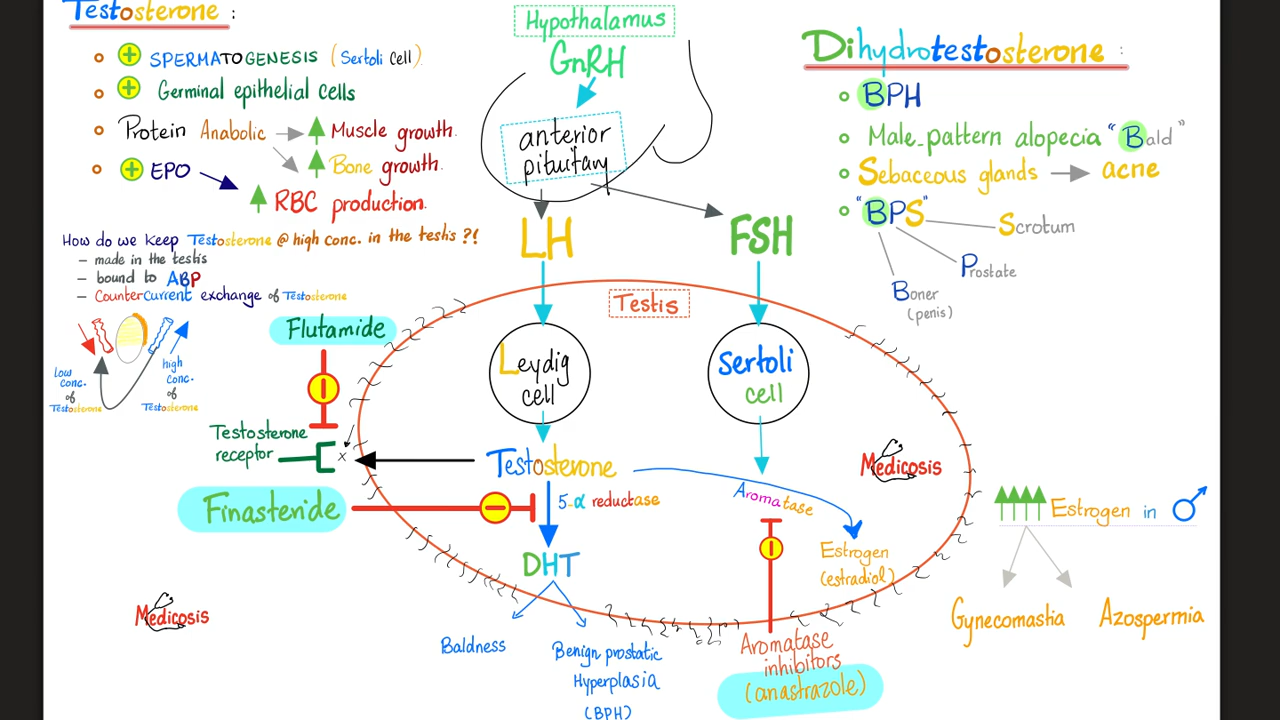 Testosterone :
+ SPERMATOGENESIS (Sertoli Cell).
+ Germinal epithelial cells
Protein Anabolic → ↑ Muscle growth.
↑ Bone growth.
+ EPO
↑ RBC production.
How do we keep Testosterone @ high conc. in the testis ?!
- made in the testis
- bound to ABP
- Countercurrent exchange of Testosterone
low conc. of Testosterone
high conc. of Testosterone
Hypothalamus
GnRH
anterior
pituitary
LH
FSH
Dihydrotestosterone :
BPH
Male-pattern alopecia "Bald"
Sebaceous glands → acne
"BPS"
Scrotum
Prostate
Boner
(penis)
Testis
Leydig
cell
Sertoli
cell
Flutamide
Testosterone
receptor
x
Testosterone
Finasteride
5-α reductase
DHT
Baldness
Benign prostatic
Hyperplasia
(BPH)
Aromatase
Estrogen
(estradiol)
Aromatase
inhibitors
(anastrazole)
Medicosis
↑↑↑↑ Estrogen in ♂
Gynecomastia
Azospermia
Medicosis